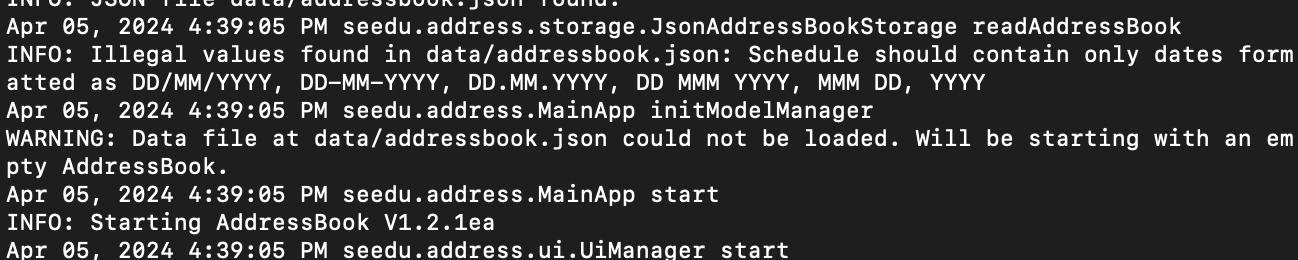 INFO: JSON file data/addressbook.json found.
Apr 05, 2024 4:39:05 PM seedu.address.storage.JsonAddressBookStorage readAddressBook
INFO: Illegal values found in data/addressbook.json: Schedule should contain only dates form
atted as DD/MM/YYYY, DD-MM-YYYY, DD.MM.YYYY, DD MMM YYYY, MMM DD, YYYY
Apr 05, 2024 4:39:05 PM seedu.address.MainApp initModelManager
WARNING: Data file at data/addressbook.json could not be loaded. Will be starting with an em
pty AddressBook.
Apr 05, 2024 4:39:05 PM seedu.address.MainApp start
INFO: Starting AddressBook V1.2.1ea
Apr 05, 2024 4:39:05 PM seedu.address.ui.UiManager start